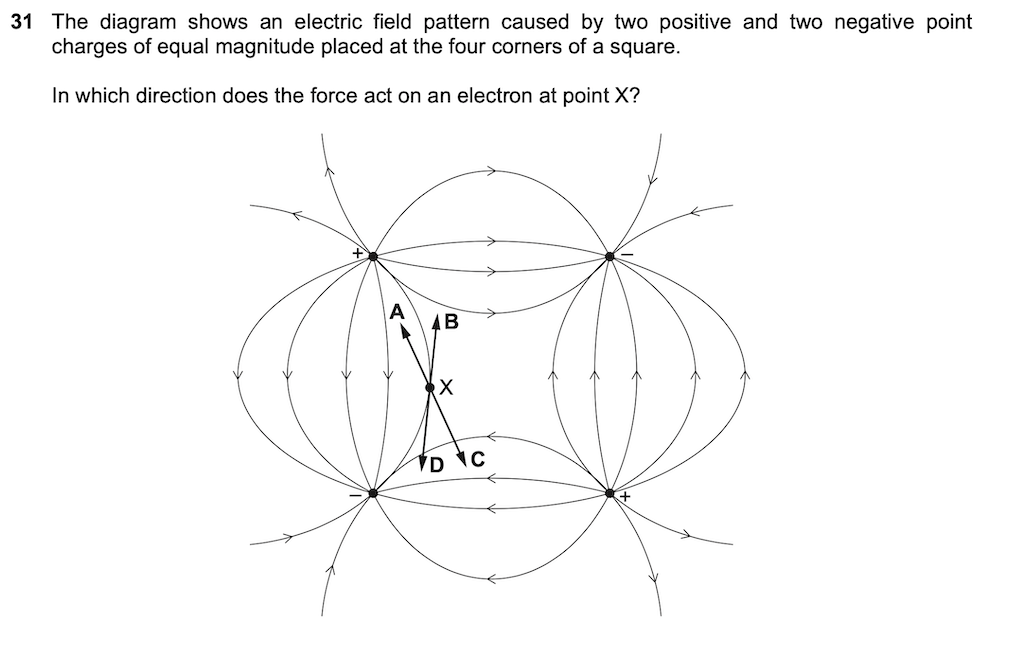 31 The diagram shows an electric field pattern caused by two positive and two negative point
charges of equal magnitude placed at the four corners of a square.
In which direction does the force act on an electron at point X?
+
–
A
B
X
D
C
–
+